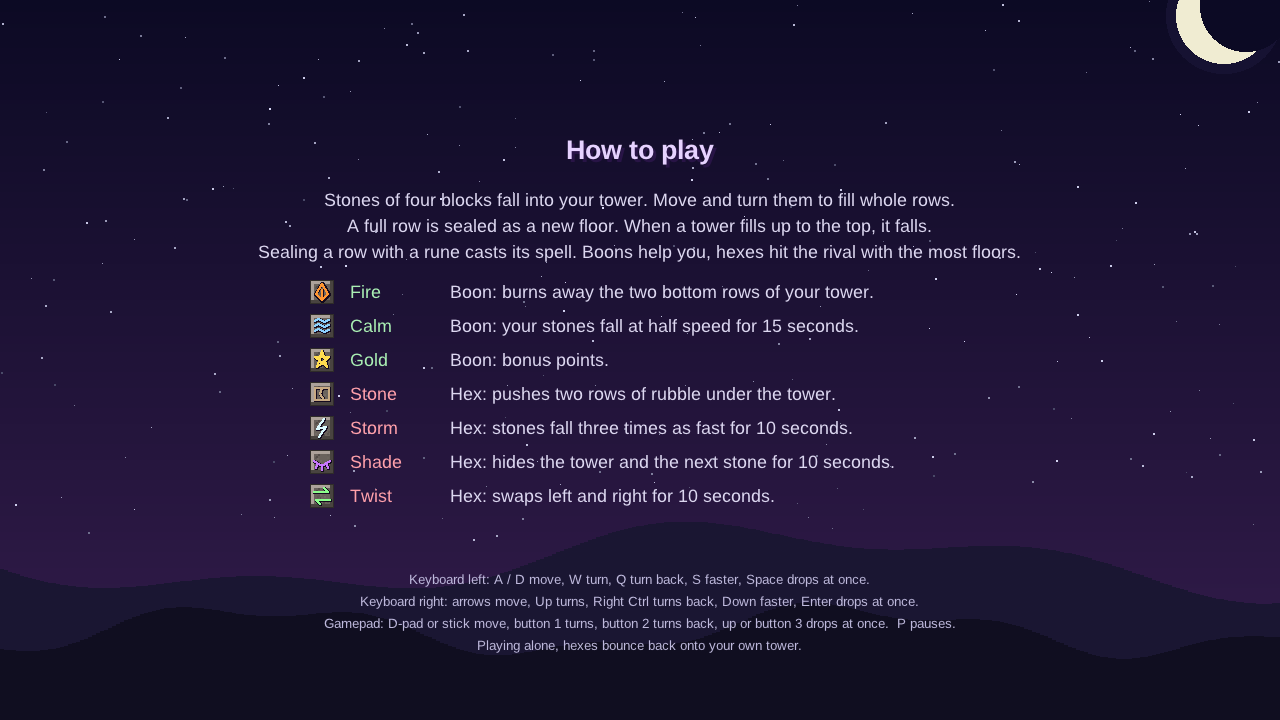 How to play
Stones of four blocks fall into your tower. Move and turn them to fill whole rows.
A full row is sealed as a new floor. When a tower fills up to the top, it falls.
Sealing a row with a rune casts its spell. Boons help you, hexes hit the rival with the most floors.
Fire Boon: burns away the two bottom rows of your tower.
Calm Boon: your stones fall at half speed for 15 seconds.
Gold Boon: bonus points.
Stone Hex: pushes two rows of rubble under the tower.
Storm Hex: stones fall three times as fast for 10 seconds.
Shade Hex: hides the tower and the next stone for 10 seconds.
Twist Hex: swaps left and right for 10 seconds.
Keyboard left: A / D move, W turn, Q turn back, S faster, Space drops at once.
Keyboard right: arrows move, Up turns, Right Ctrl turns back, Down faster, Enter drops at once.
Gamepad: D-pad or stick move, button 1 turns, button 2 turns back, up or button 3 drops at once.  P pauses.
Playing alone, hexes bounce back onto your own tower.